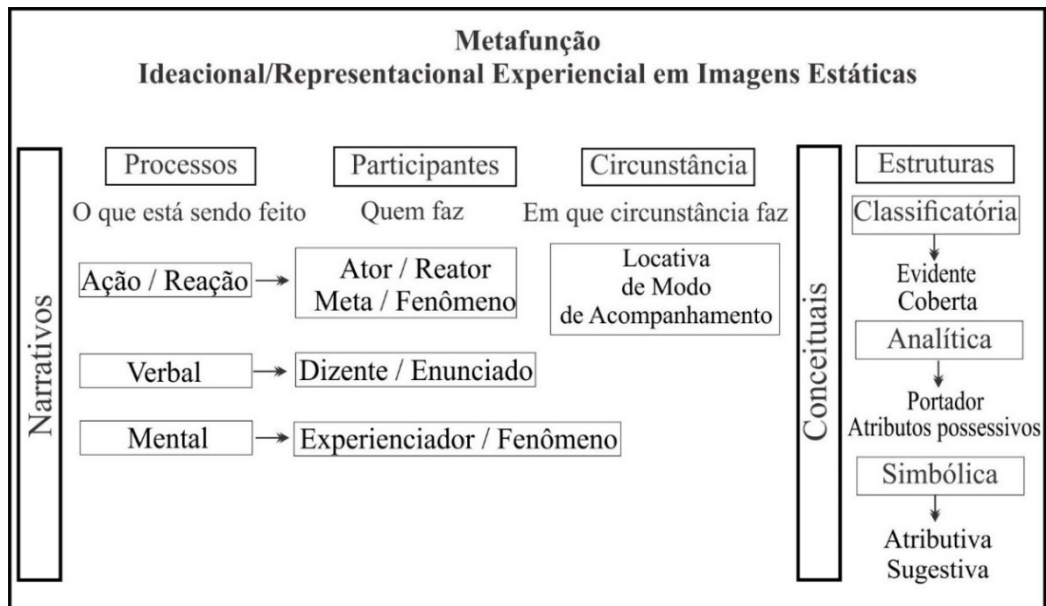 Metafunção
Ideacional/Representacional Experiencial em Imagens Estáticas
Narrativos
Processos
O que está sendo feito
Ação / Reação
Verbal
Mental
Participantes
Quem faz
Ator / Reator
Meta / Fenômeno
Dizente / Enunciado
Experienciador / Fenômeno
Circunstância
Em que circunstância faz
Locativa
de Modo
de Acompanhamento
Conceituais
Estruturas
Classificatória
Evidente
Coberta
Analítica
Portador
Atributos possessivos
Simbólica
Atributiva
Sugestiva